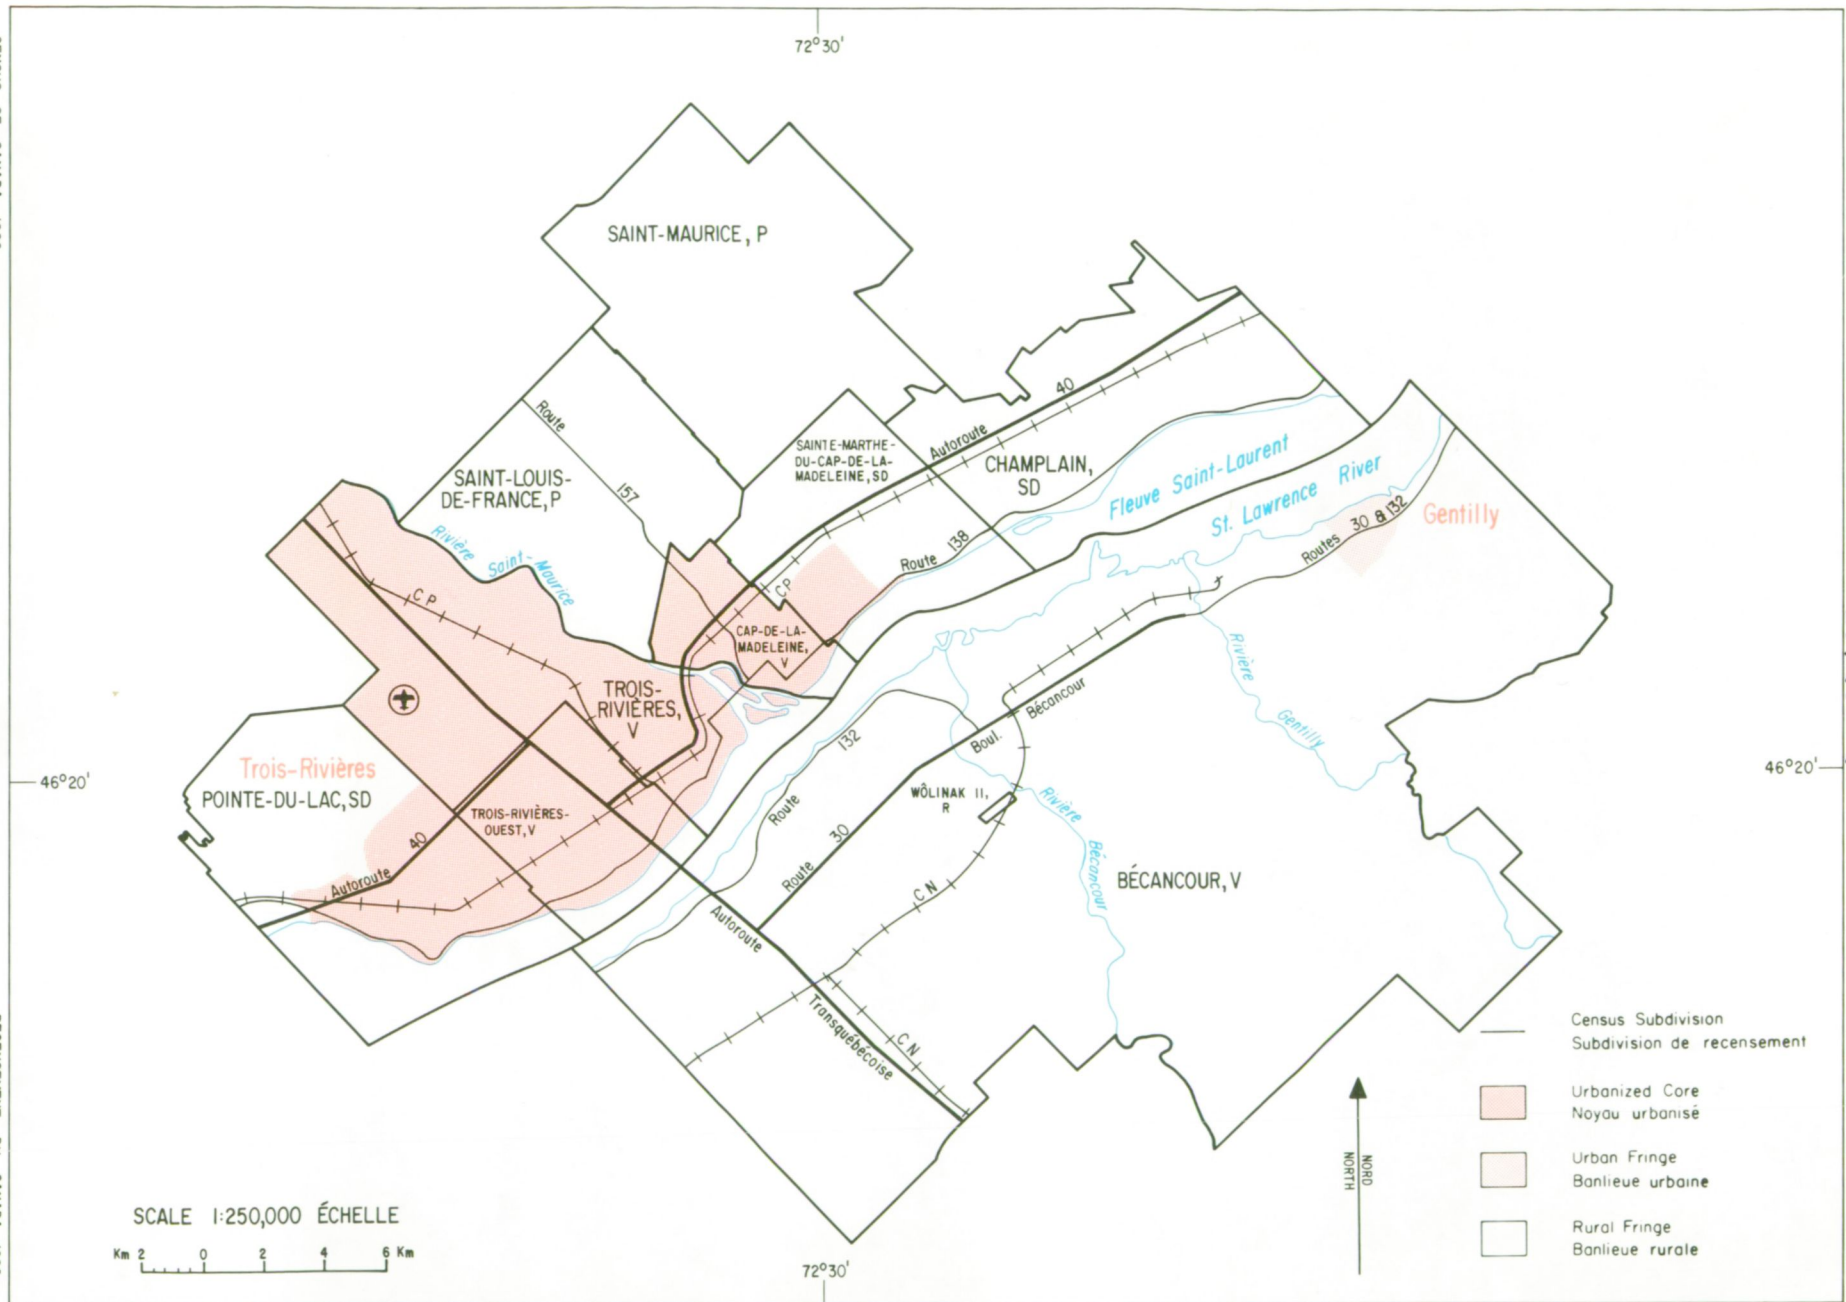 72°30'
SAINT-MAURICE, P
Route
157
SAINT-LOUIS-
DE-FRANCE, P
SAINTE-MARTHE-
DU-CAP-DE-LA-
MADELEINE, SD
Autoroute
40
CHAMPLAIN,
SD
Fleuve Saint-Laurent
St. Lawrence River
Routes 30 & 132
Gentilly
Route 138
Rivière
Saint-Maurice
CP
CP
CAP-DE-LA-
MADELEINE,
V
TROIS-
RIVIÈRES,
V
Rivière
Gentilly
Bécancour
Boul.
132
Route
46°20'
46°20'
Trois-Rivières
POINTE-DU-LAC, SD
TROIS-RIVIÈRES-
OUEST, V
40
Autoroute
WÔLINAK II,
R
Rivière
Bécancour
Route 30
BÉCANCOUR, V
CN
Autoroute
Transquébécoise
CN
Census Subdivision
Subdivision de recensement
Urbanized Core
Noyau urbanisé
Urban Fringe
Banlieue urbaine
Rural Fringe
Banlieue rurale
NORD
NORTH
SCALE 1:250,000 ÉCHELLE
Km 2 0 2 4 6 Km
72°30'